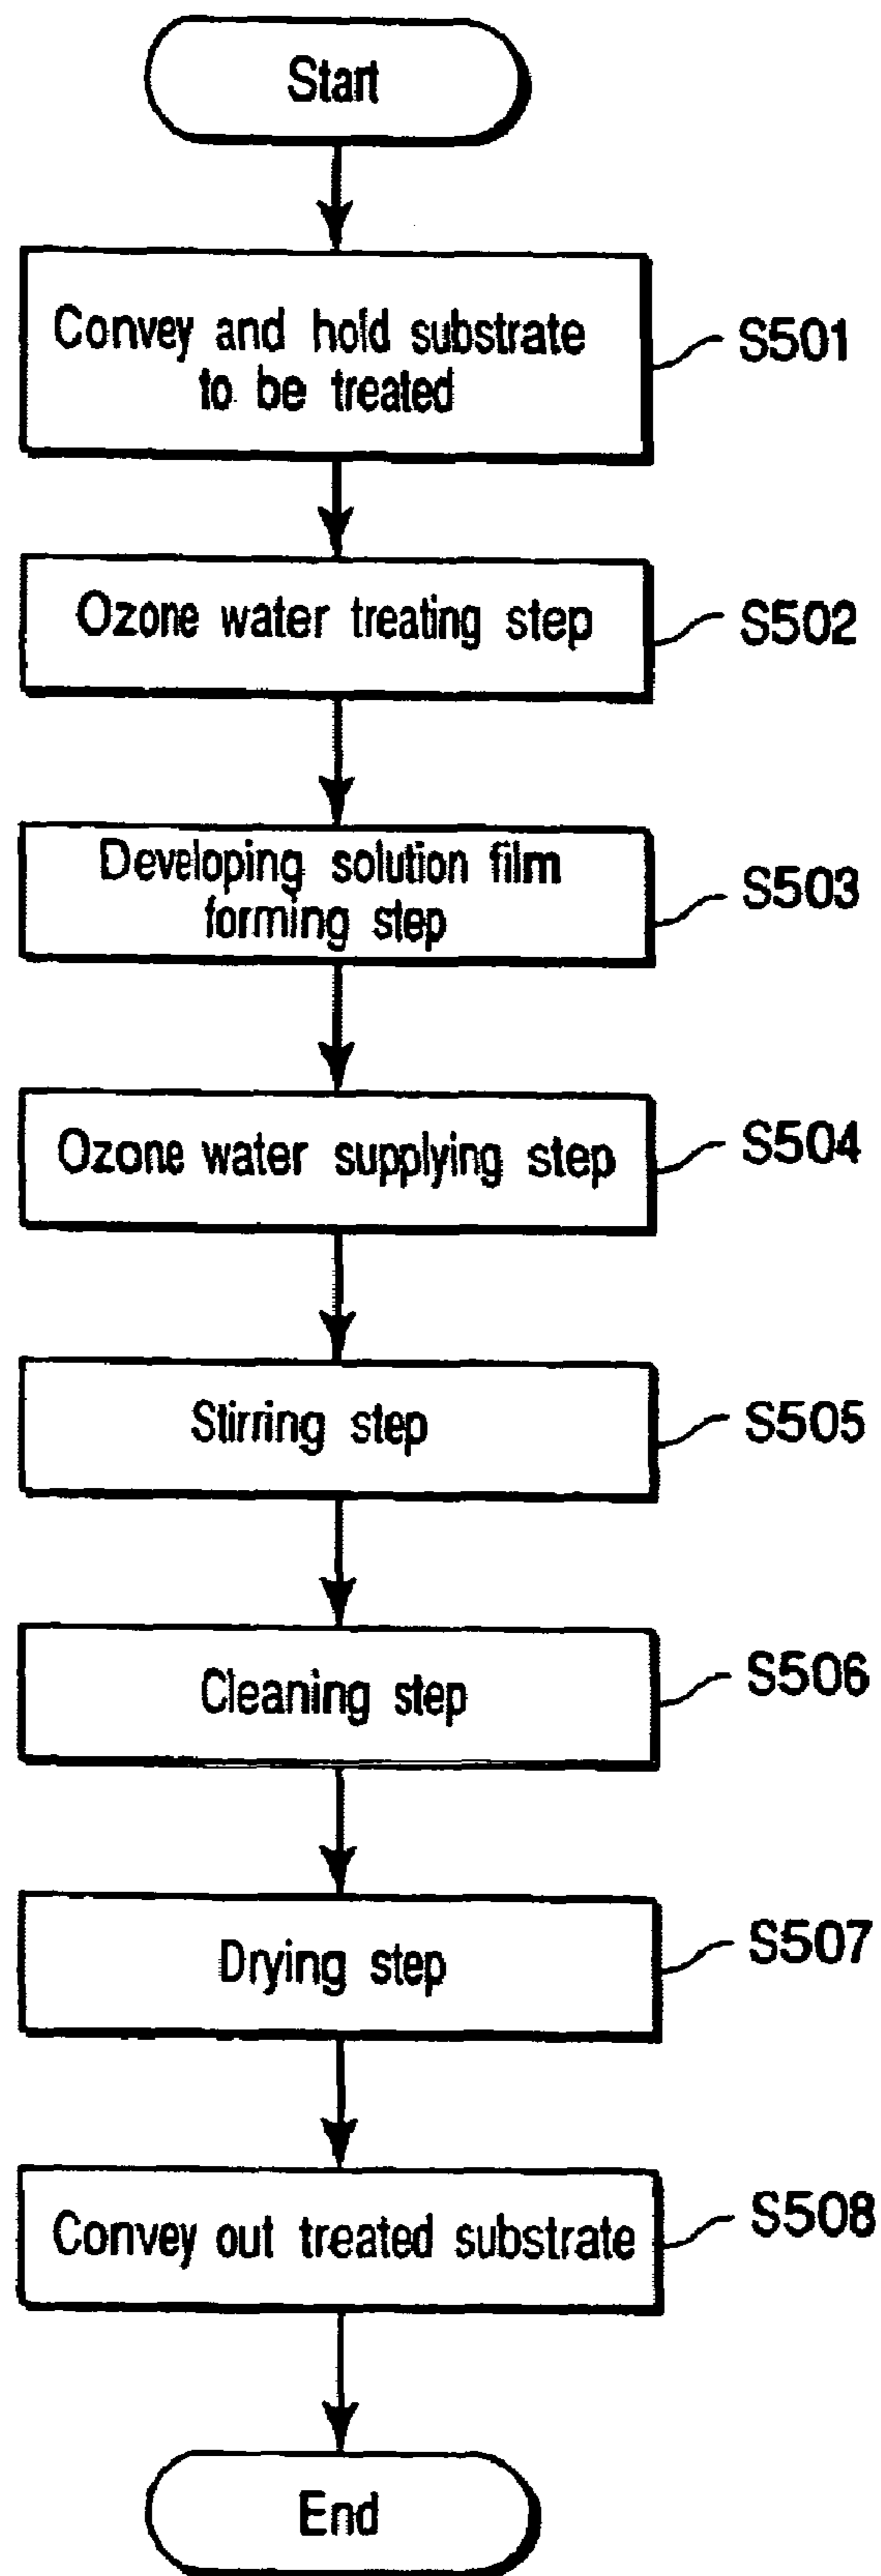 Start
Convey and hold substrate
to be treated
S501
Ozone water treating step
S502
Developing solution film
forming step
S503
Ozone water supplying step
S504
Stirring step
S505
Cleaning step
S506
Drying step
S507
Convey out treated substrate
S508
End